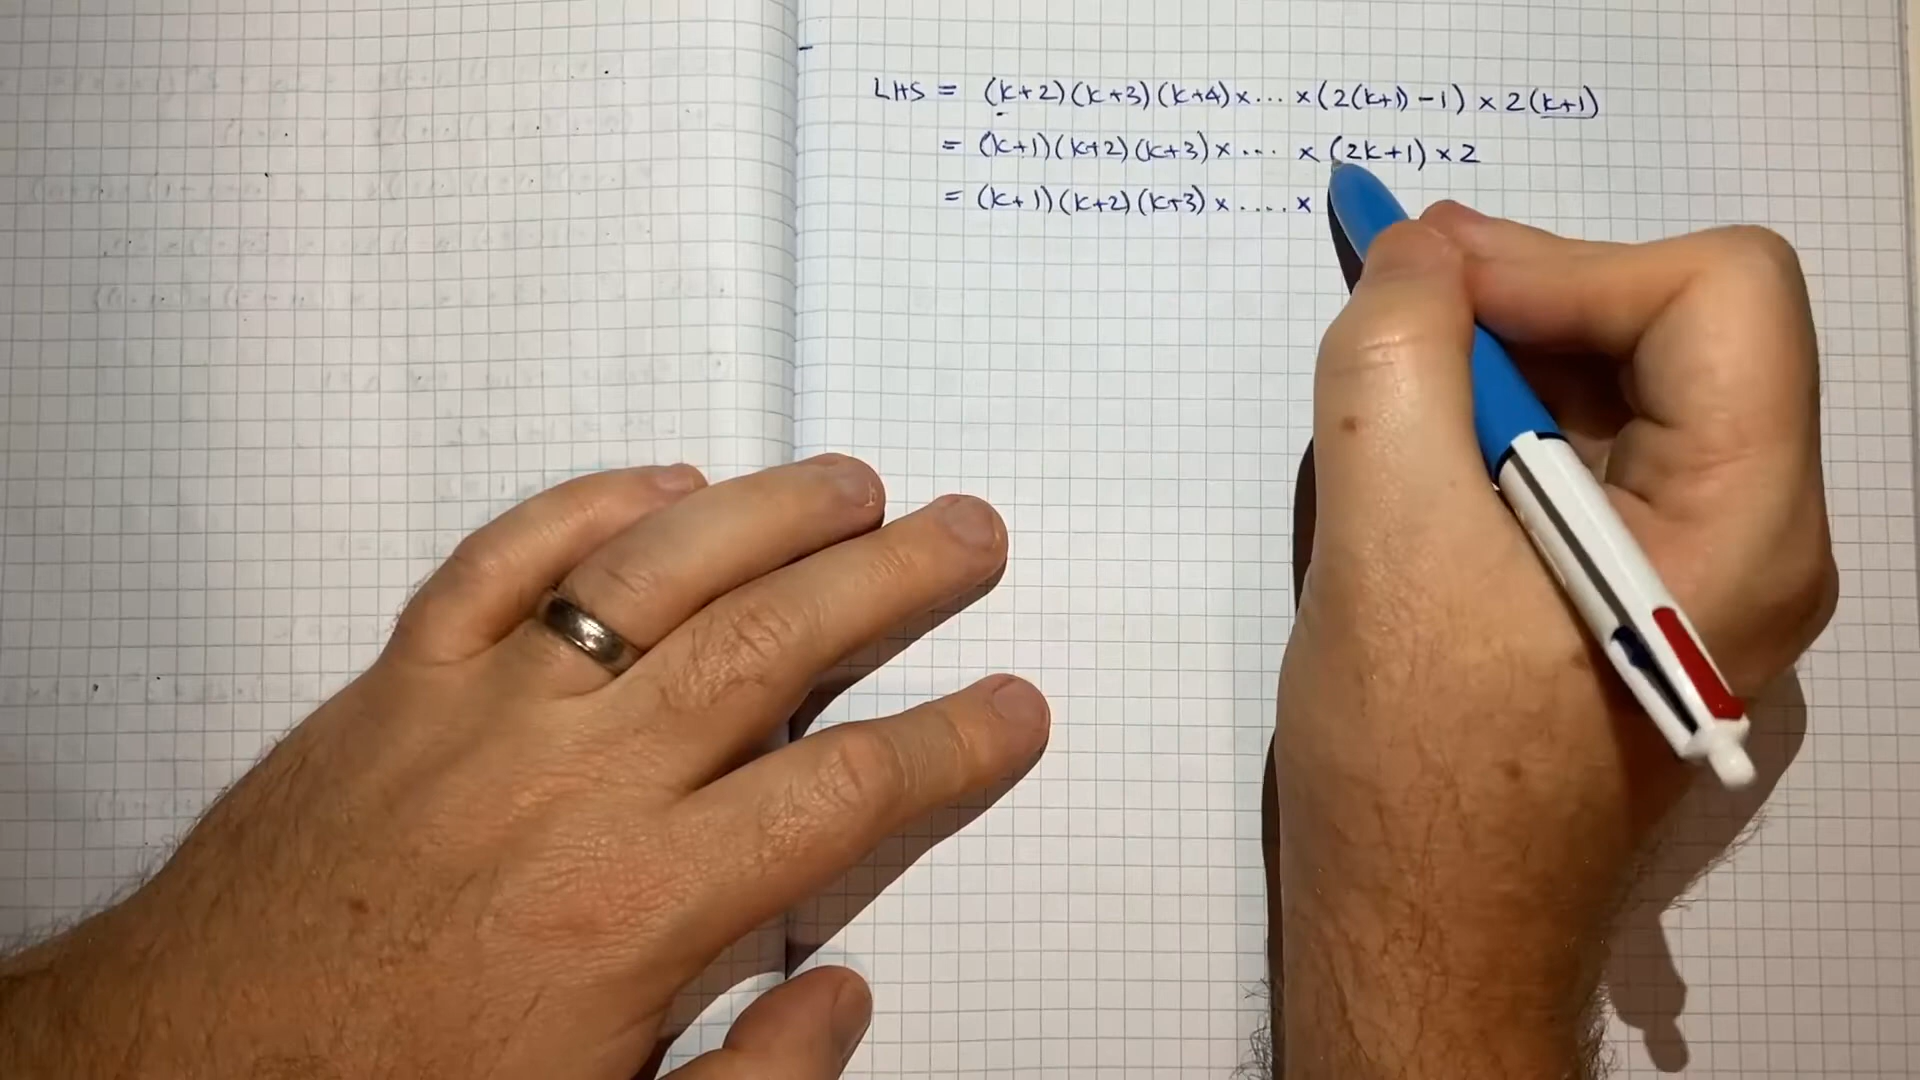 LHS = (k+2)(k+3)(k+4)×...×(2(k+1)-1)×2(k+1)
= (k+1)(k+2)(k+3)×....×(2k+1)×2
= (k+1)(k+2)(k+3)×....×